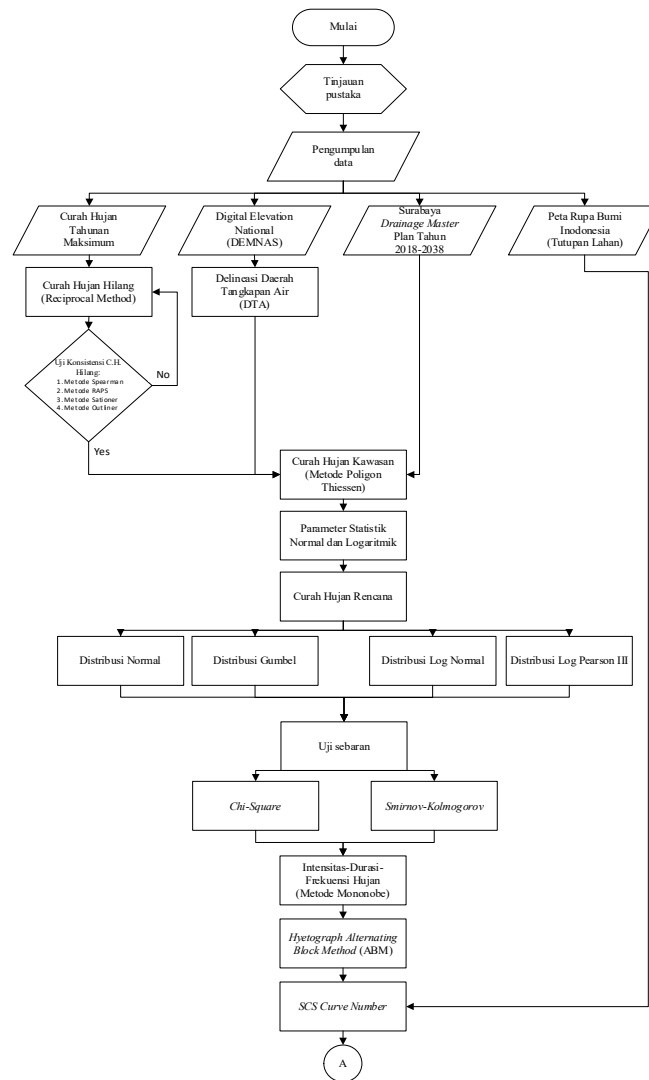 Mulai
Tinjauan
pustaka
Pengumpulan
data
Curah Hujan
Tahunan
Maksimum
Digital Elevation
National
(DEMNAS)
Surabaya
Drainage Master
Plan Tahun
2018-2038
Peta Rupa Bumi
Inodonesia
(Tutupan Lahan)
Curah Hujan Hilang
(Reciprocal Method)
Delineasi Daerah
Tangkapan Air
(DTA)
Uji Konsistensi C.H.
Hilang:
1. Metode Spearman
2. Metode RAPS
3. Metode Sationer
4. Metode Outliner
No
Yes
Curah Hujan Kawasan
(Metode Poligon
Thiessen)
Parameter Statistik
Normal dan Logaritmik
Curah Hujan Rencana
Distribusi Normal
Distribusi Gumbel
Distribusi Log Normal
Distribusi Log Pearson III
Uji sebaran
Chi-Square
Smirnov-Kolmogorov
Intensitas-Durasi-
Frekuensi Hujan
(Metode Mononobe)
Hyetograph Alternating
Block Method (ABM)
SCS Curve Number
A